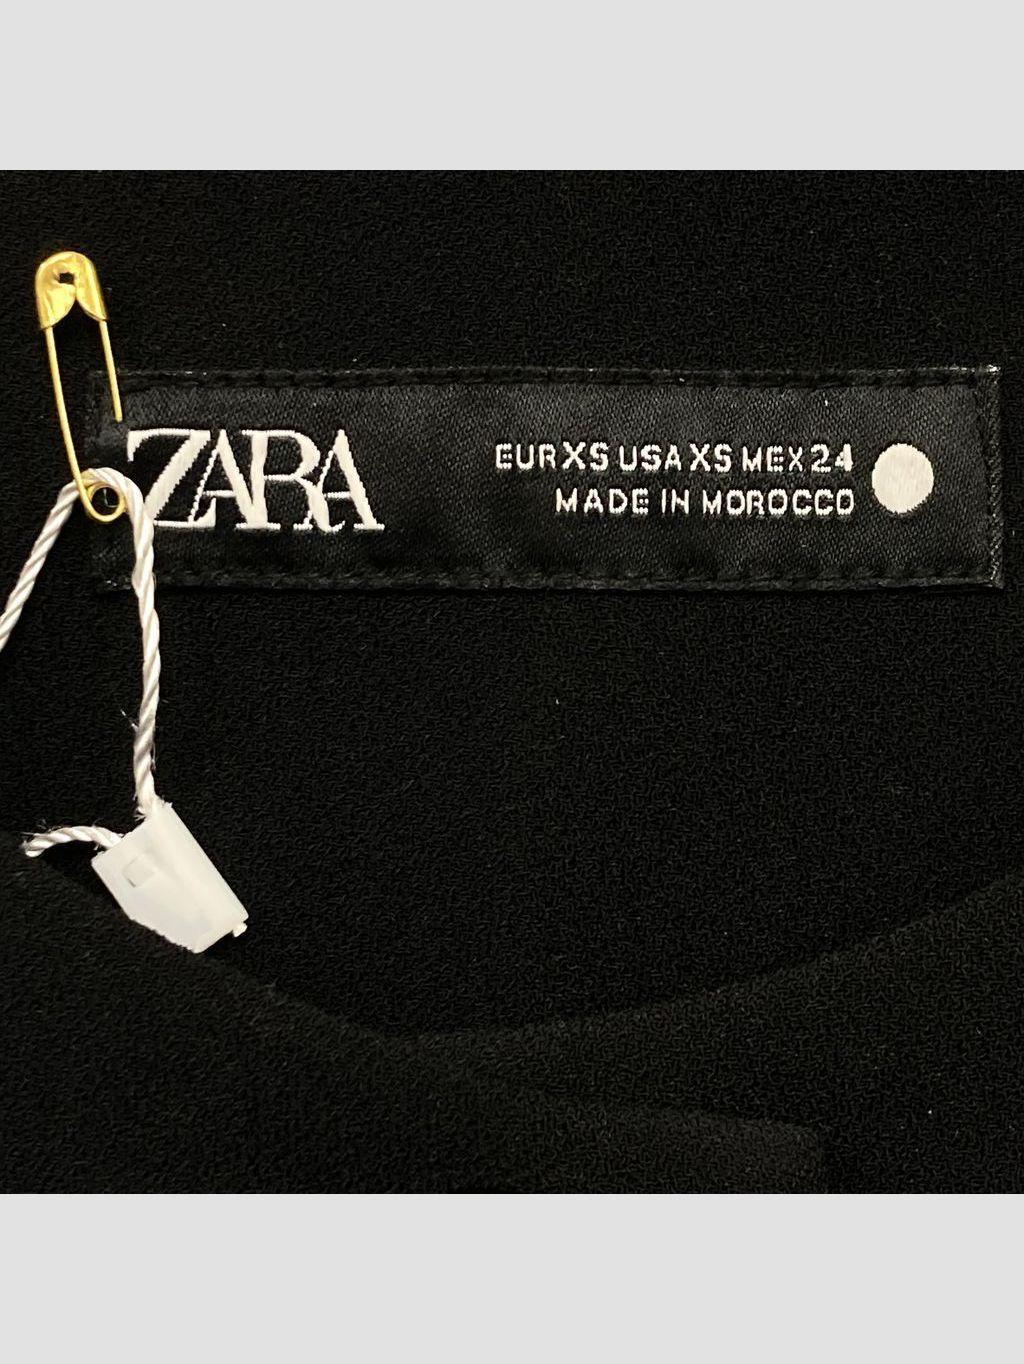 ZARA
EUR XS USA XS MEX 24
MADE IN MOROCCO